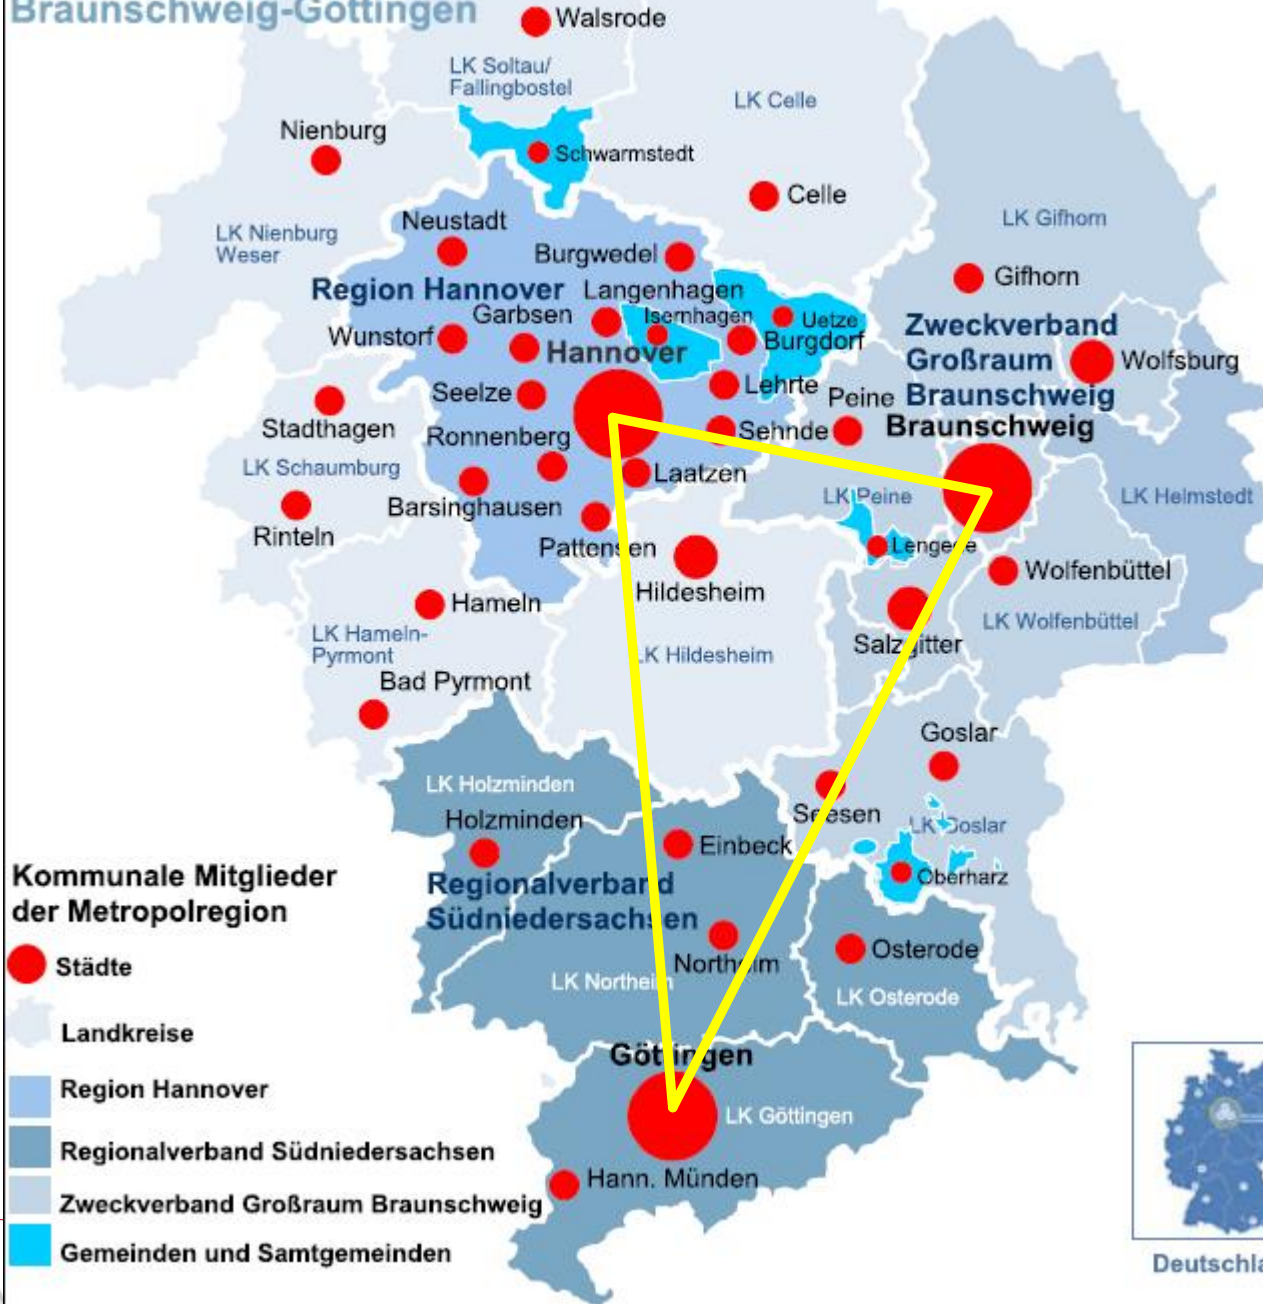 Braunschweig-Göttingen
Walsrode
LK Soltau/
Fallingbostel
LK Celle
Nienburg
Schwarmstedt
Celle
LK Nienburg
Weser
Neustadt
LK Gifhorn
Burgwedel
Gifhorn
Region Hannover
Langenhagen
Garbsen
Isernhagen
Uetze
Wunstorf
Hannover
Burgdorf
Zweckverband
Großraum
Braunschweig
Wolfsburg
Seelze
Lehrte
Peine
Stadthagen
Ronnenberg
Sehnde
Braunschweig
LK Schaumburg
Laatzen
LK Peine
LK Helmstedt
Barsinghausen
Rinteln
Pattensen
Lengede
Hildesheim
Wolfenbüttel
Hameln
LK Hameln-
Pyrmont
LK Hildesheim
Salzgitter
LK Wolfenbüttel
Bad Pyrmont
Goslar
LK Holzminden
Holzminden
Seesen
LK Goslar
Einbeck
Oberharz
Regionalverband
Südniedersachsen
Northeim
Osterode
LK Northeim
LK Osterode
Göttingen
LK Göttingen
Hann. Münden
Kommunale Mitglieder
der Metropolregion
Städte
Landkreise
Region Hannover
Regionalverband Südniedersachsen
Zweckverband Großraum Braunschweig
Gemeinden und Samtgemeinden
Deutschla